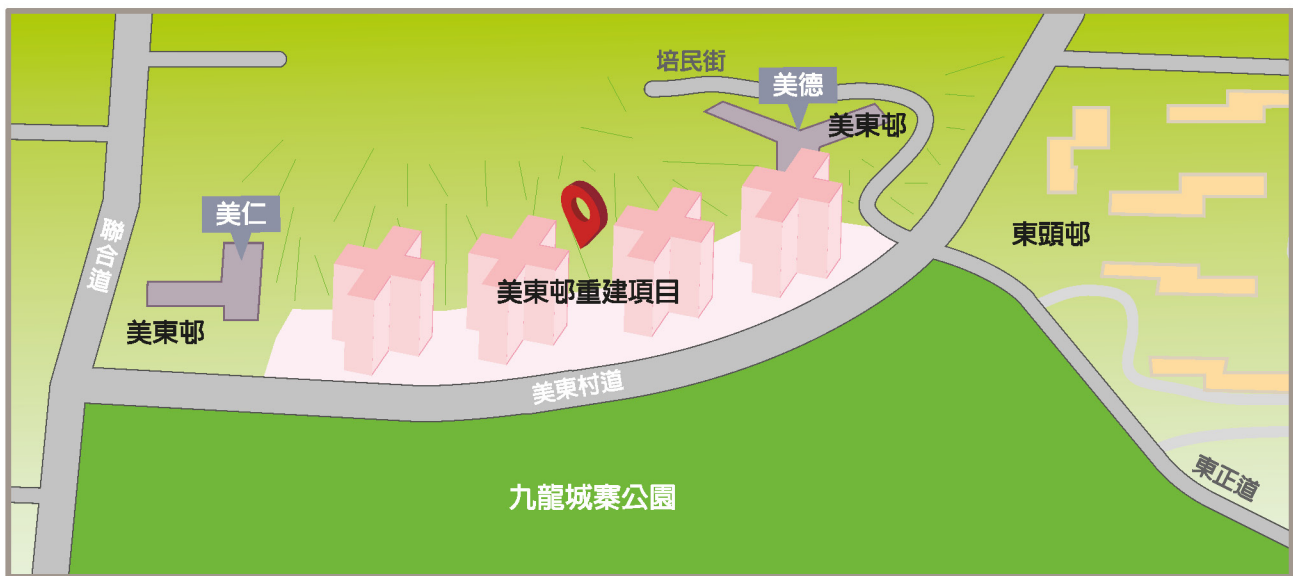 培民街
美德
美東邨
美仁
聯合道
東頭邨
美東邨重建項目
美東邨
美東村道
東正道
九龍城寨公園